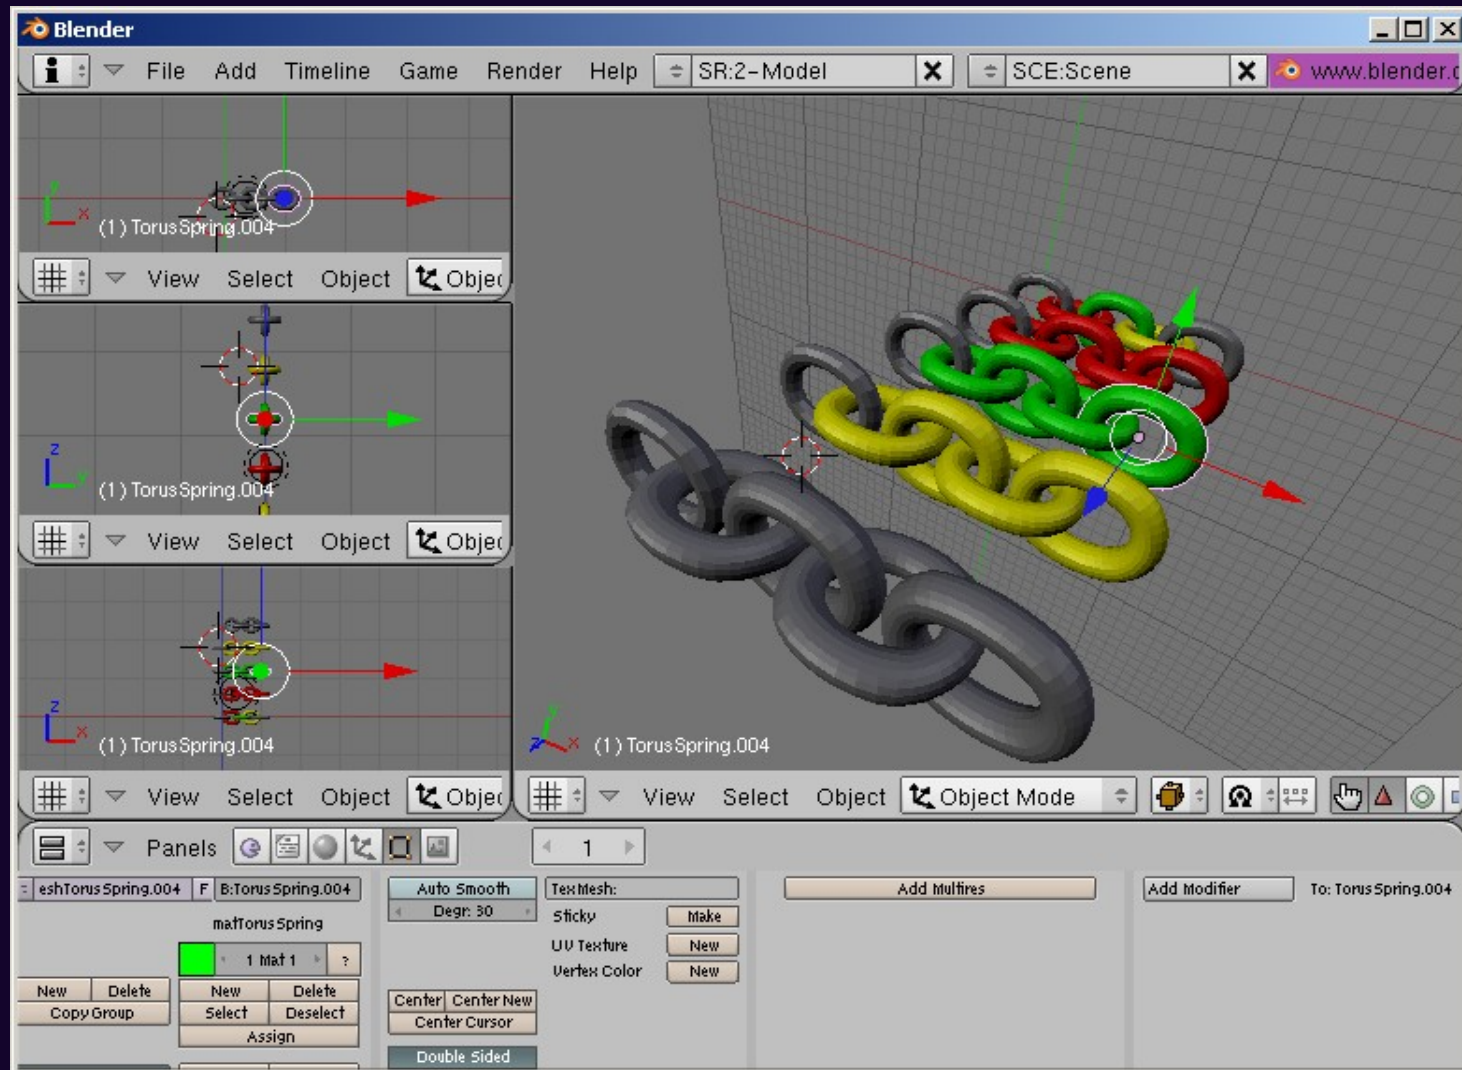 Blender
File Add Timeline Game Render Help SR:2-Model SCE:Scene www.blender.
y x
(1) TorusSpring.004
View Select Object Objec
z y
(1) TorusSpring.004
View Select Object Objec
z x
(1) TorusSpring.004
View Select Object Objec
y z x (1) TorusSpring.004
View Select Object Object Mode
Panels 1
eshTorusSpring.004 F B:TorusSpring.004 Auto Smooth TexMesh: Add Multires Add Modifier To: TorusSpring.004
Degr: 30
matTorusSpring Sticky Make
1 Mat 1 ? UV Texture New
Vertex Color New
New Delete New Delete Center Center New
Copy Group Select Deselect Center Cursor
Assign
Double Sided